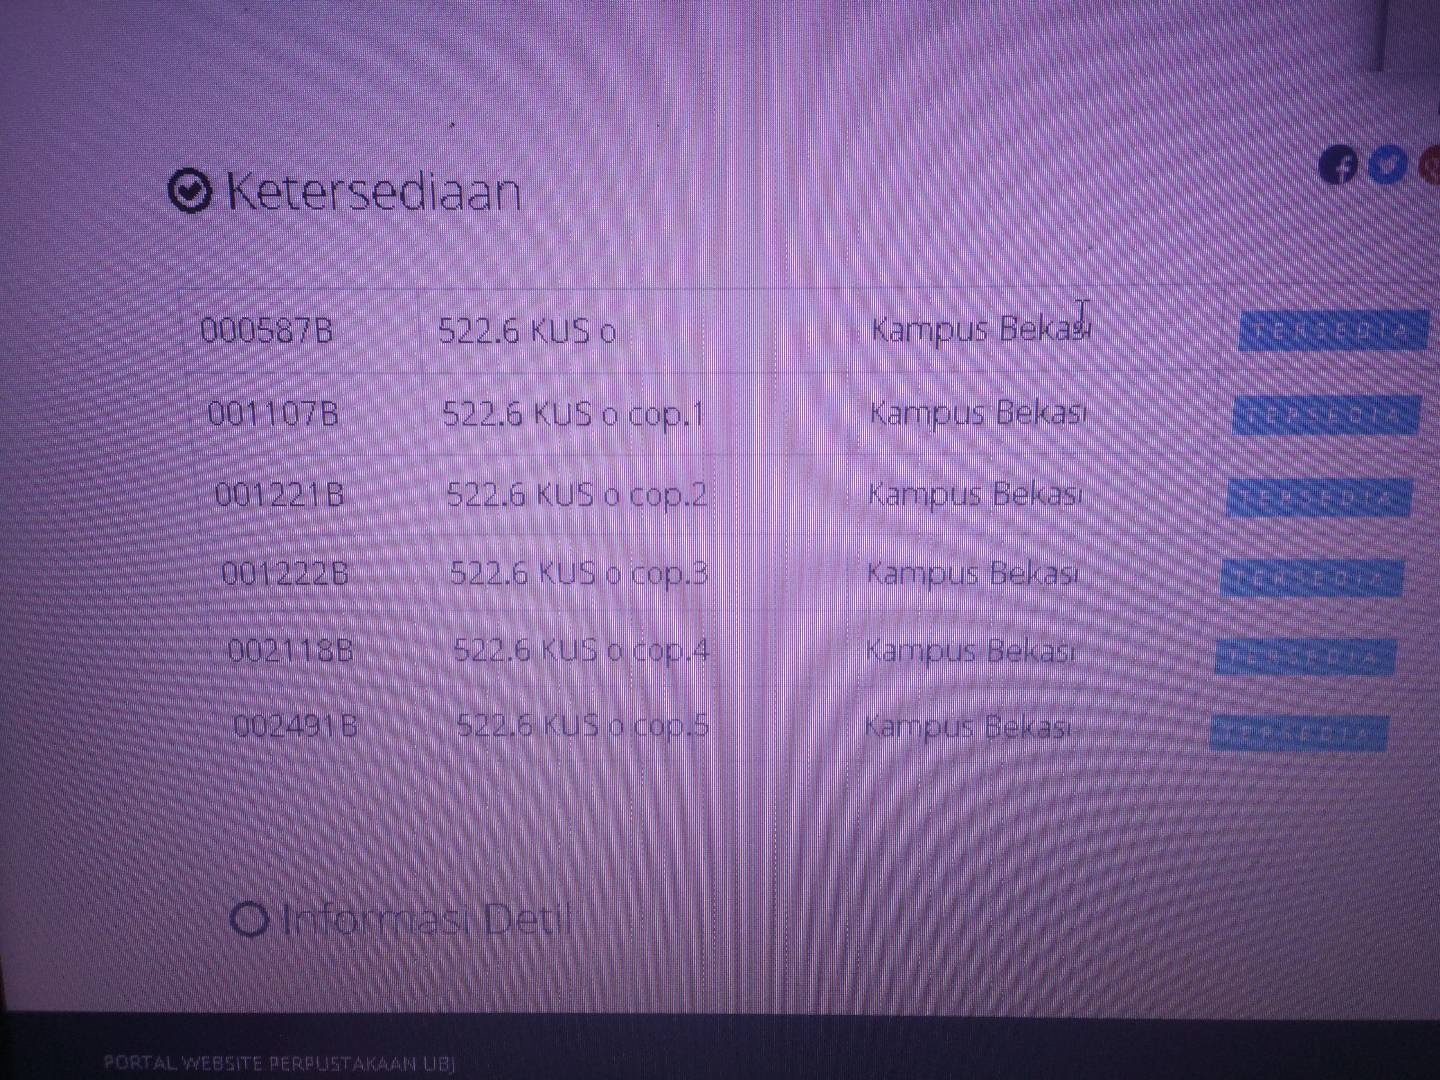 Ketersediaan
000587B 522.6 KUS o Kampus Bekasi TERSEDIA
001107B 522.6 KUS o cop.1 Kampus Bekasi TERSEDIA
001221B 522.6 KUS o cop.2 Kampus Bekasi TERSEDIA
001222B 522.6 KUS o cop.3 Kampus Bekasi TERSEDIA
002118B 522.6 KUS o cop.4 Kampus Bekasi TERSEDIA
002491B 522.6 KUS o cop.5 Kampus Bekasi TERSEDIA
Informasi Detil
PORTAL WEBSITE PERPUSTAKAAN UBJ